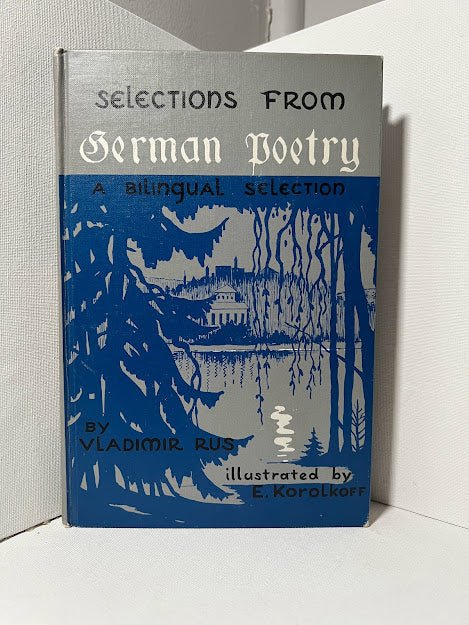 Selections from
German Poetry
A Bilingual Selection
By
Vladimir Rus
illustrated by
E. Korolkoff